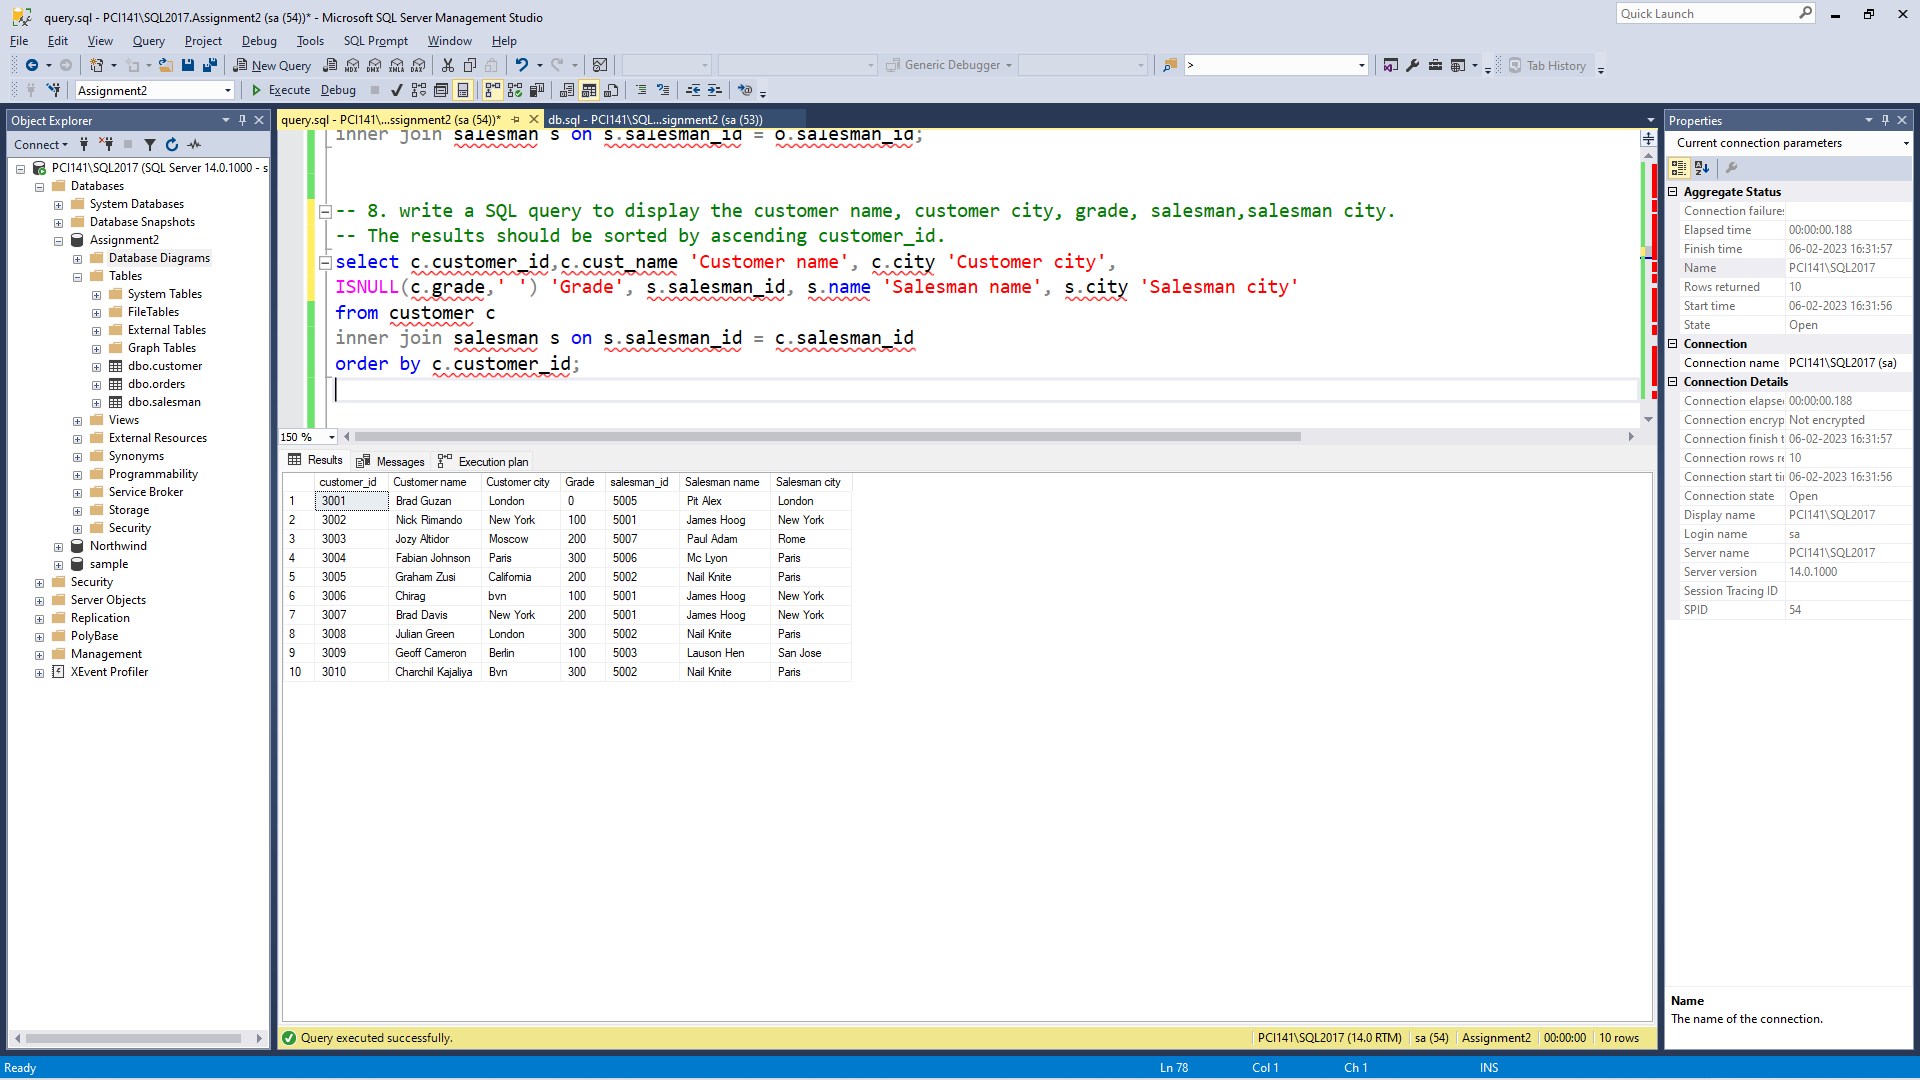 query.sql - PCI141\SQL2017.Assignment2 (sa (54))* - Microsoft SQL Server Management Studio
Quick Launch
File Edit View Query Project Debug Tools SQL Prompt Window Help
New Query MDX DMX XMLA DAX Generic Debugger > Tab History
Assignment2 Execute Debug
Object Explorer
Connect
PCI141\SQL2017 (SQL Server 14.0.1000 - s
Databases
System Databases
Database Snapshots
Assignment2
Database Diagrams
Tables
System Tables
FileTables
External Tables
Graph Tables
dbo.customer
dbo.orders
dbo.salesman
Views
External Resources
Synonyms
Programmability
Service Broker
Storage
Security
Northwind
sample
Security
Server Objects
Replication
PolyBase
Management
XEvent Profiler
query.sql - PCI141\...ssignment2 (sa (54))* db.sql - PCI141\SQL...signment2 (sa (53))
inner join salesman s on s.salesman_id = o.salesman_id;
-- 8. write a SQL query to display the customer name, customer city, grade, salesman,salesman city.
-- The results should be sorted by ascending customer_id.
select c.customer_id,c.cust_name 'Customer name', c.city 'Customer city',
ISNULL(c.grade,' ') 'Grade', s.salesman_id, s.name 'Salesman name', s.city 'Salesman city'
from customer c
inner join salesman s on s.salesman_id = c.salesman_id
order by c.customer_id;
150 %
Results Messages Execution plan
customer_id Customer name Customer city Grade salesman_id Salesman name Salesman city
1 3001 Brad Guzan London 0 5005 Pit Alex London
2 3002 Nick Rimando New York 100 5001 James Hoog New York
3 3003 Jozy Altidor Moscow 200 5007 Paul Adam Rome
4 3004 Fabian Johnson Paris 300 5006 Mc Lyon Paris
5 3005 Graham Zusi California 200 5002 Nail Knite Paris
6 3006 Chirag bvn 100 5001 James Hoog New York
7 3007 Brad Davis New York 200 5001 James Hoog New York
8 3008 Julian Green London 300 5002 Nail Knite Paris
9 3009 Geoff Cameron Berlin 100 5003 Lauson Hen San Jose
10 3010 Charchil Kajaliya Bvn 300 5002 Nail Knite Paris
Query executed successfully. PCI141\SQL2017 (14.0 RTM) sa (54) Assignment2 00:00:00 10 rows
Properties
Current connection parameters
Aggregate Status
Connection failures
Elapsed time 00:00:00.188
Finish time 06-02-2023 16:31:57
Name PCI141\SQL2017
Rows returned 10
Start time 06-02-2023 16:31:56
State Open
Connection
Connection name PCI141\SQL2017 (sa)
Connection Details
Connection elapse 00:00:00.188
Connection encryp Not encrypted
Connection finish t 06-02-2023 16:31:57
Connection rows re 10
Connection start ti 06-02-2023 16:31:56
Connection state Open
Display name PCI141\SQL2017
Login name sa
Server name PCI141\SQL2017
Server version 14.0.1000
Session Tracing ID
SPID 54
Name
The name of the connection.
Ready Ln 78 Col 1 Ch 1 INS